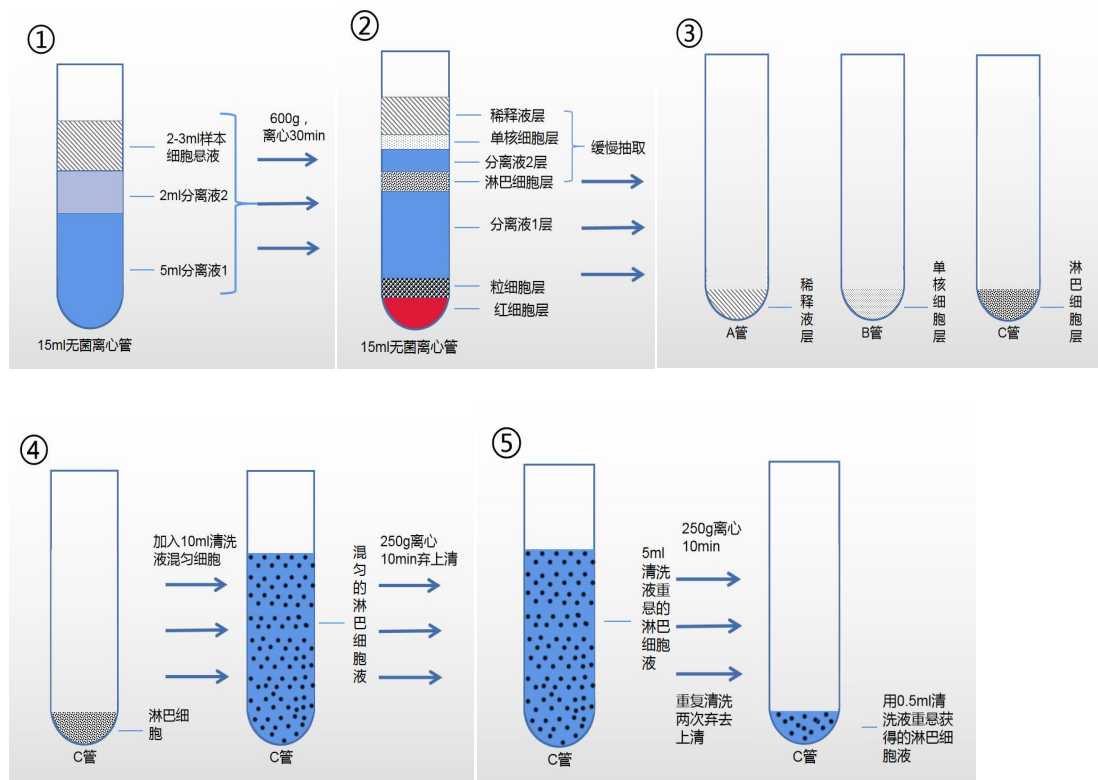 ①
2-3ml样本
细胞悬液
2ml分离液2
5ml分离液1
600g，
离心30min
15ml无菌离心管
②
稀释液层
单核细胞层
分离液2层
淋巴细胞层
缓慢抽取
分离液1层
粒细胞层
红细胞层
15ml无菌离心管
③
稀释液层
A管
单核细胞层
B管
淋巴细胞层
C管
④
淋巴细
胞
C管
加入10ml清洗
液混匀细胞
混匀的淋巴细胞液
C管
250g离心
10min弃上清
⑤
C管
5ml
清洗
液重
悬的
淋巴
细胞
液
250g离心
10min
重复清洗
两次弃去
上清
C管
用0.5ml清
洗液重悬获
得的淋巴细
胞液